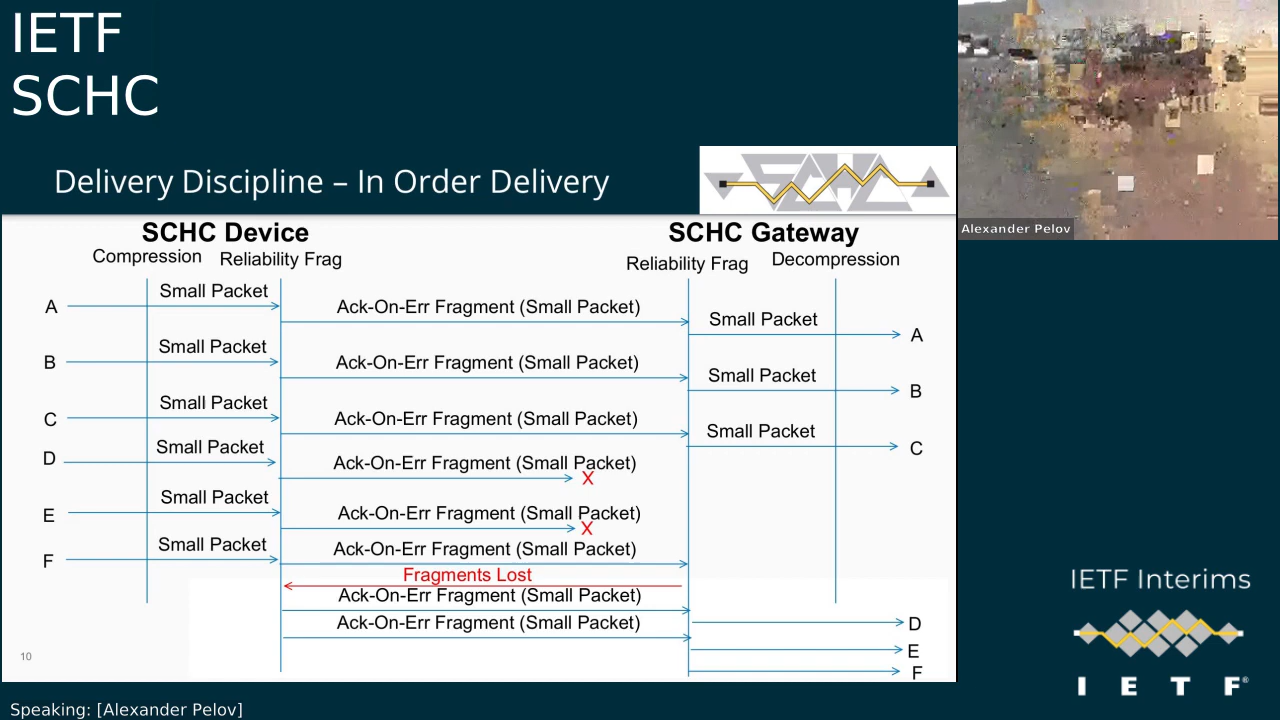 IETF
SCHC
Alexander Pelov
Delivery Discipline – In Order Delivery
SCHC
SCHC Device
SCHC Gateway
Compression
Reliability Frag
Reliability Frag
Decompression
A
Small Packet
Ack-On-Err Fragment (Small Packet)
Small Packet
A
B
Small Packet
Ack-On-Err Fragment (Small Packet)
Small Packet
B
C
Small Packet
Ack-On-Err Fragment (Small Packet)
Small Packet
C
D
Small Packet
Ack-On-Err Fragment (Small Packet)
X
E
Small Packet
Ack-On-Err Fragment (Small Packet)
X
F
Small Packet
Ack-On-Err Fragment (Small Packet)
Fragments Lost
Ack-On-Err Fragment (Small Packet)
Ack-On-Err Fragment (Small Packet)
D
E
F
10
IETF Interims
I E T F®
Speaking: [Alexander Pelov]